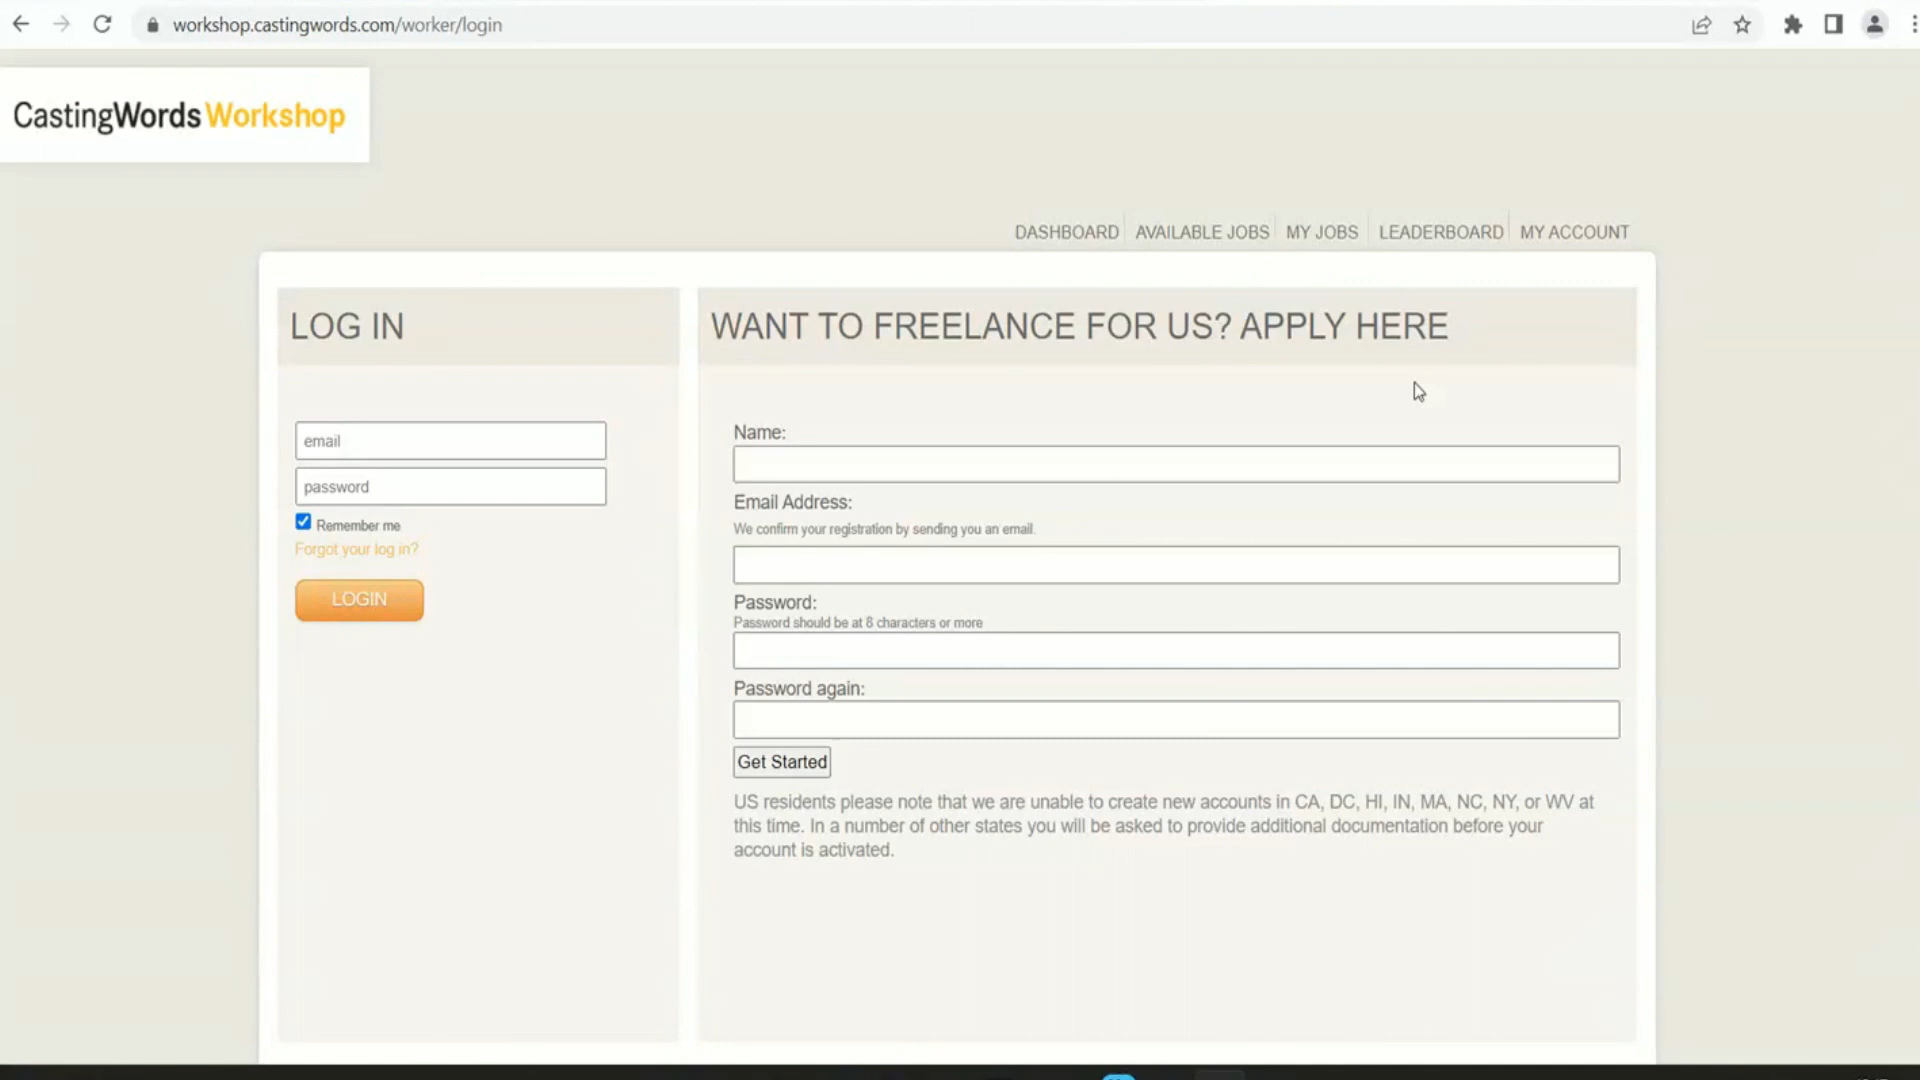 workshop.castingwords.com/worker/login
CastingWords Workshop
DASHBOARD AVAILABLE JOBS MY JOBS LEADERBOARD MY ACCOUNT
LOG IN
email
password
Remember me
Forgot your log in?
LOGIN
WANT TO FREELANCE FOR US? APPLY HERE
Name:
Email Address:
We confirm your registration by sending you an email.
Password:
Password should be at 8 characters or more
Password again:
Get Started
US residents please note that we are unable to create new accounts in CA, DC, HI, IN, MA, NC, NY, or WV at
this time. In a number of other states you will be asked to provide additional documentation before your
account is activated.